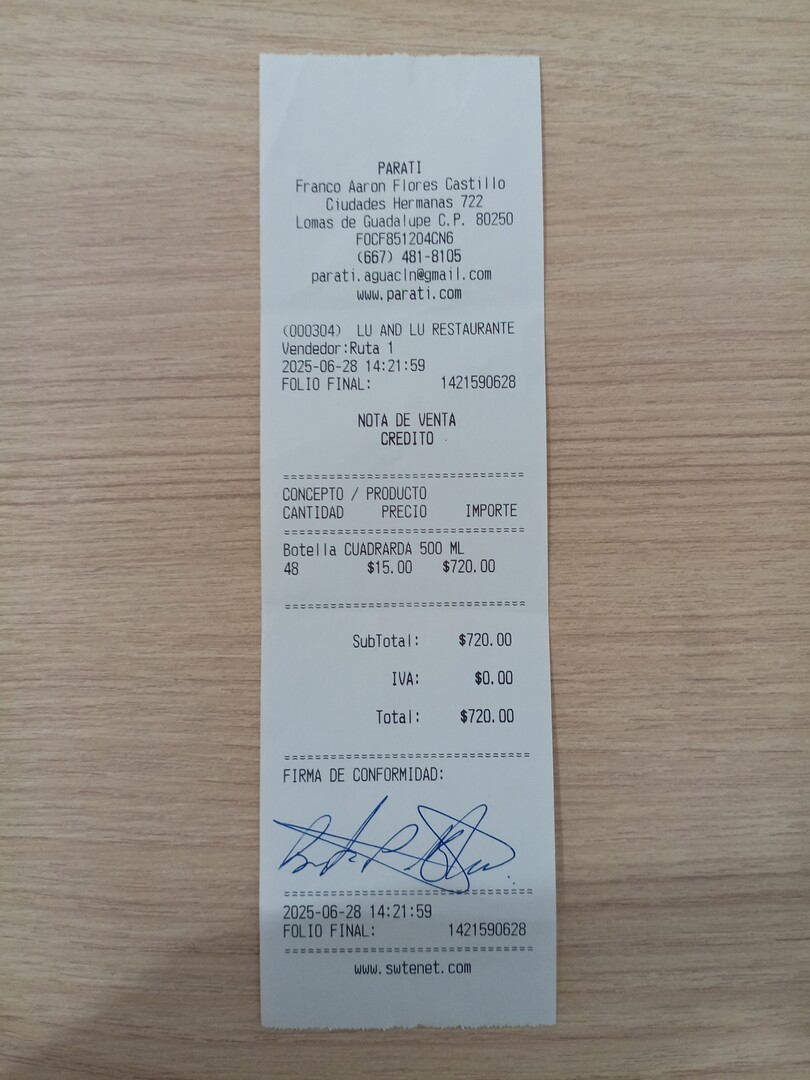 PARATI
Franco Aaron Flores Castillo
Ciudades Hermanas 722
Lomas de Guadalupe C.P. 80250
FOCF851204CN6
(667) 481-8105
parati.aguacln@gmail.com
www.parati.com
(000304) LU AND LU RESTAURANTE
Vendedor:Ruta 1
2025-06-28 14:21:59
FOLIO FINAL: 1421590628
NOTA DE VENTA
CREDITO
================================
CONCEPTO / PRODUCTO
CANTIDAD PRECIO IMPORTE
================================
Botella CUADRARDA 500 ML
48 $15.00 $720.00
================================
SubTotal: $720.00
IVA: $0.00
Total: $720.00
================================
FIRMA DE CONFORMIDAD:
================================
2025-06-28 14:21:59
FOLIO FINAL: 1421590628
================================
www.swtenet.com